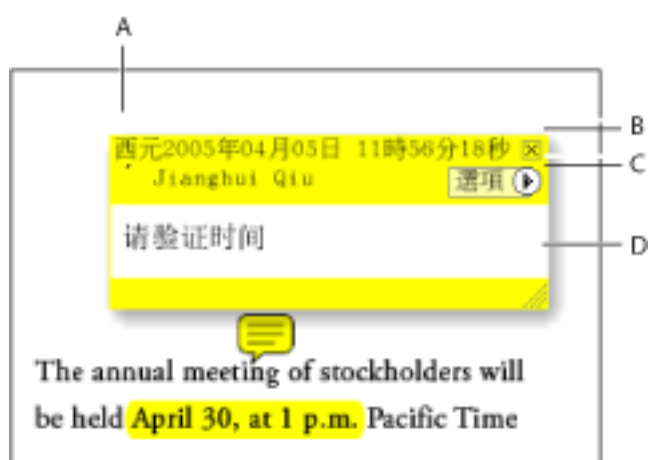 A
B
西元2005年04月05日 11時56分18秒
C
Jianghui Qiu
選項
请验证时间
D
The annual meeting of stockholders will
be held April 30, at 1 p.m. Pacific Time